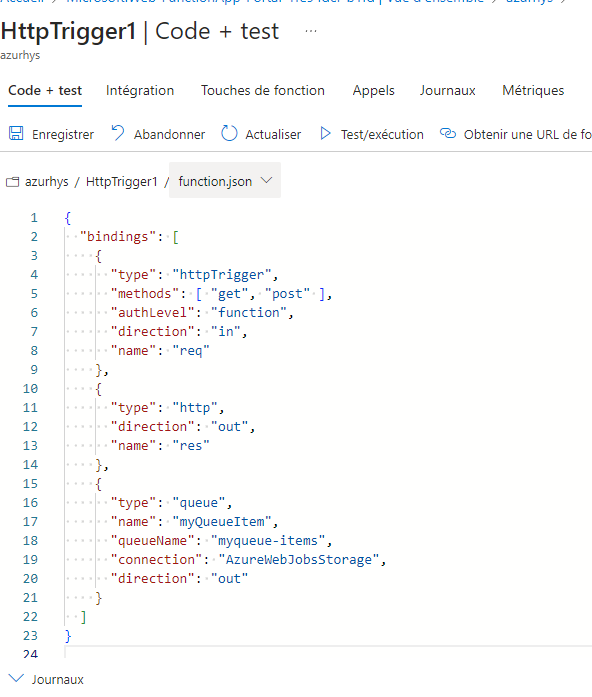 HttpTrigger1 | Code + test ...
azurhys
Code + test Intégration Touches de fonction Appels Journaux Métriques
Enregistrer Abandonner Actualiser Test/exécution Obtenir une URL de fo
azurhys / HttpTrigger1 / function.json
1 {
2 "bindings": [
3 {
4 "type": "httpTrigger",
5 "methods": [ "get", "post" ],
6 "authLevel": "function",
7 "direction": "in",
8 "name": "req"
9 },
10 {
11 "type": "http",
12 "direction": "out",
13 "name": "res"
14 },
15 {
16 "type": "queue",
17 "name": "myQueueItem",
18 "queueName": "myqueue-items",
19 "connection": "AzureWebJobsStorage",
20 "direction": "out"
21 }
22 ]
23 }
24
Journaux